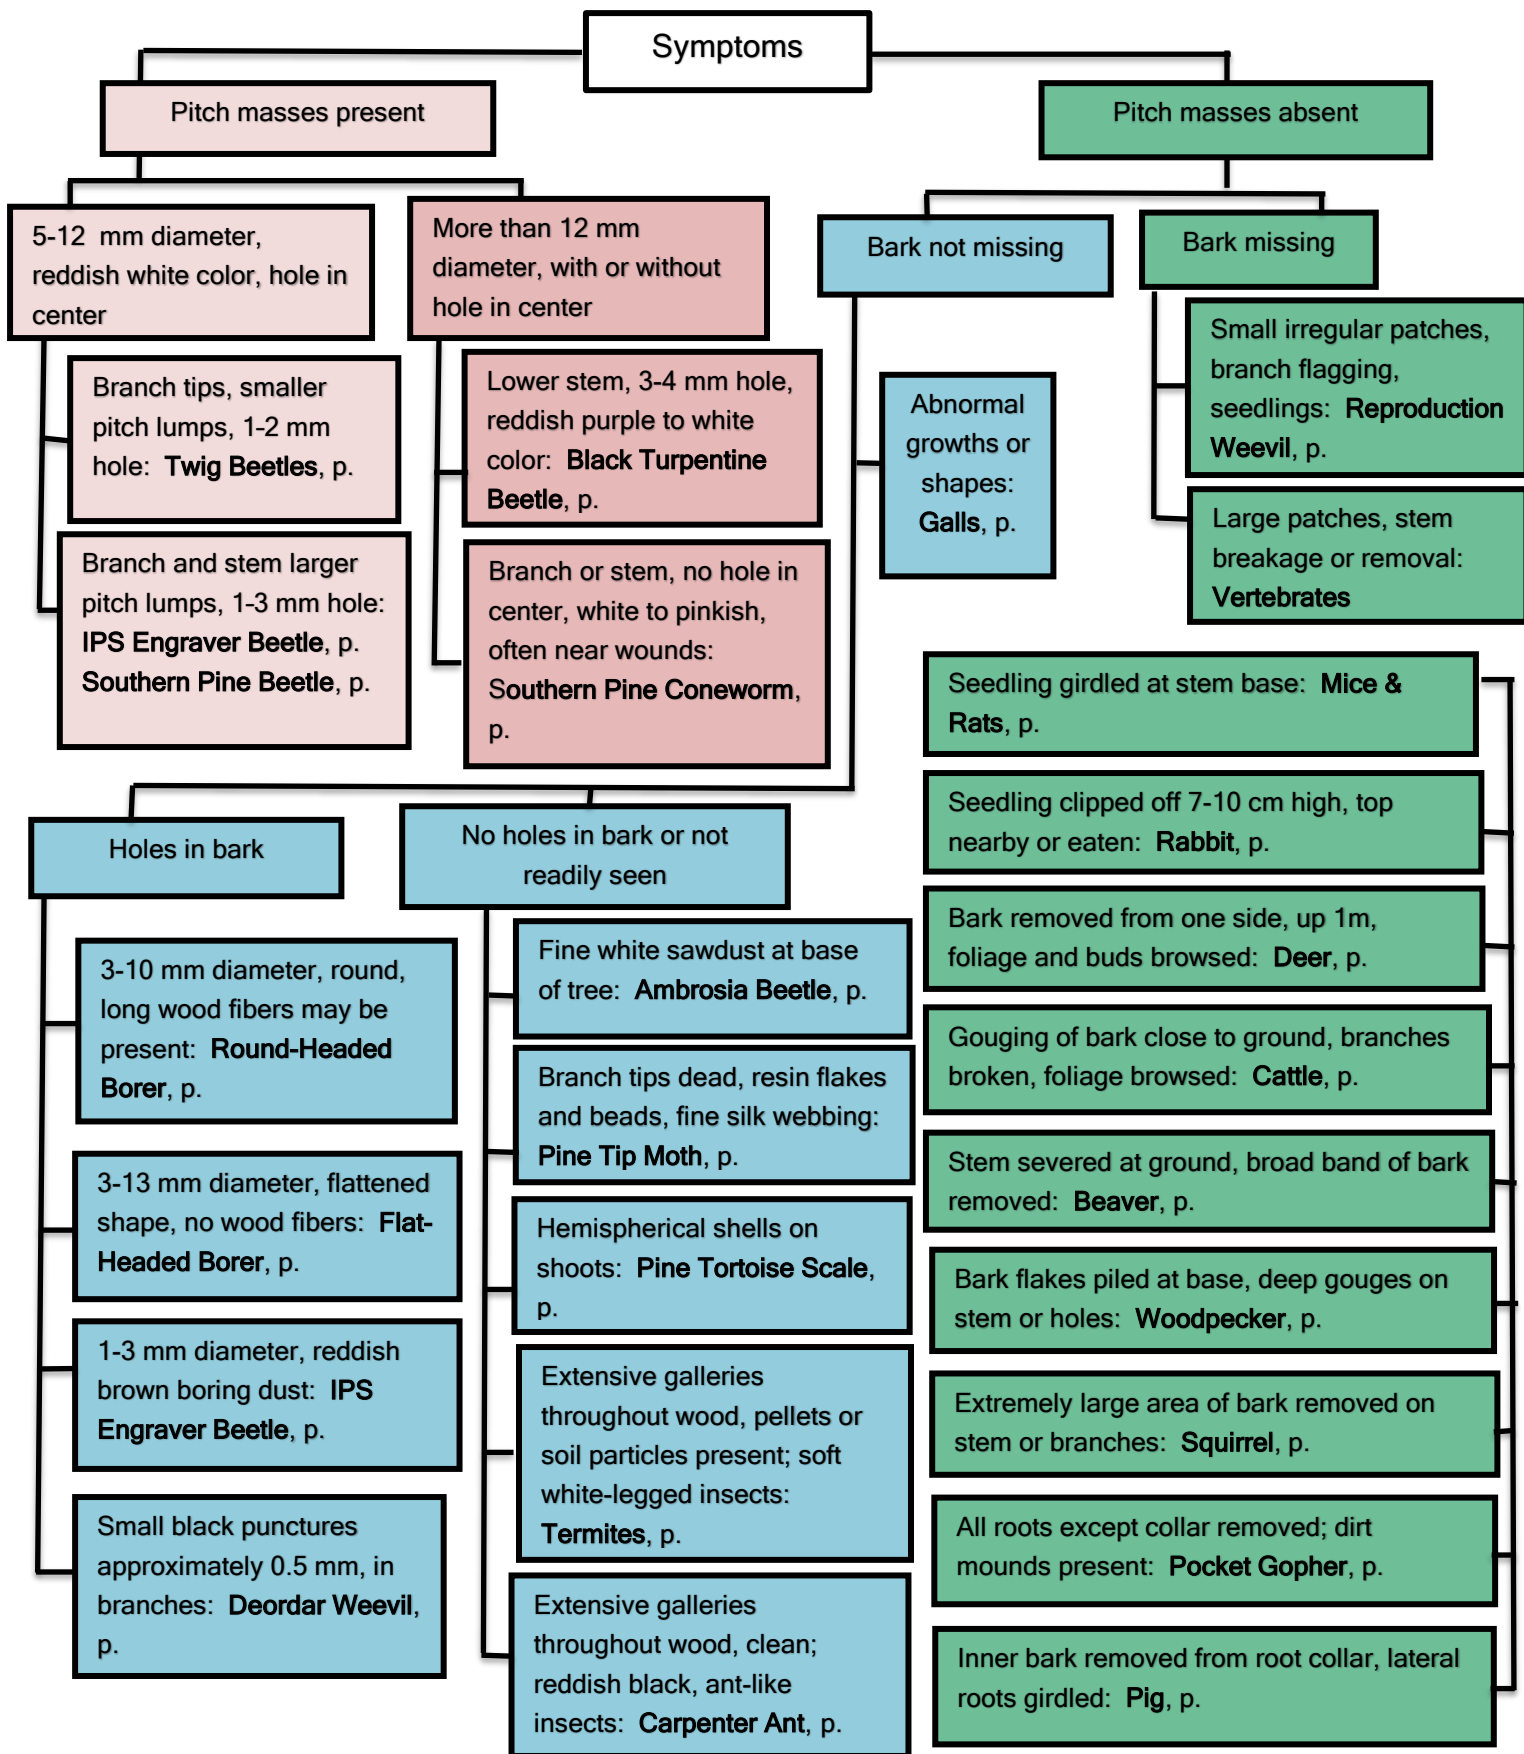 Symptoms
Pitch masses present
Pitch masses absent
5-12 mm diameter,
reddish white color, hole in
center
More than 12 mm
diameter, with or without
hole in center
Bark not missing
Bark missing
Branch tips, smaller
pitch lumps, 1-2 mm
hole: Twig Beetles, p.
Branch and stem larger
pitch lumps, 1-3 mm hole:
IPS Engraver Beetle, p.
Southern Pine Beetle, p.
Lower stem, 3-4 mm hole,
reddish purple to white
color: Black Turpentine
Beetle, p.
Branch or stem, no hole in
center, white to pinkish,
often near wounds:
Southern Pine Coneworm,
p.
Abnormal
growths or
shapes:
Galls, p.
Small irregular patches,
branch flagging,
seedlings: Reproduction
Weevil, p.
Large patches, stem
breakage or removal:
Vertebrates
Holes in bark
No holes in bark or not
readily seen
3-10 mm diameter, round,
long wood fibers may be
present: Round-Headed
Borer, p.
3-13 mm diameter, flattened
shape, no wood fibers: Flat-
Headed Borer, p.
1-3 mm diameter, reddish
brown boring dust: IPS
Engraver Beetle, p.
Small black punctures
approximately 0.5 mm, in
branches: Deordar Weevil,
p.
Fine white sawdust at base
of tree: Ambrosia Beetle, p.
Branch tips dead, resin flakes
and beads, fine silk webbing:
Pine Tip Moth, p.
Hemispherical shells on
shoots: Pine Tortoise Scale,
p.
Extensive galleries
throughout wood, pellets or
soil particles present; soft
white-legged insects:
Termites, p.
Extensive galleries
throughout wood, clean;
reddish black, ant-like
insects: Carpenter Ant, p.
Seedling girdled at stem base: Mice &
Rats, p.
Seedling clipped off 7-10 cm high, top
nearby or eaten: Rabbit, p.
Bark removed from one side, up 1m,
foliage and buds browsed: Deer, p.
Gouging of bark close to ground, branches
broken, foliage browsed: Cattle, p.
Stem severed at ground, broad band of bark
removed: Beaver, p.
Bark flakes piled at base, deep gouges on
stem or holes: Woodpecker, p.
Extremely large area of bark removed on
stem or branches: Squirrel, p.
All roots except collar removed; dirt
mounds present: Pocket Gopher, p.
Inner bark removed from root collar, lateral
roots girdled: Pig, p.